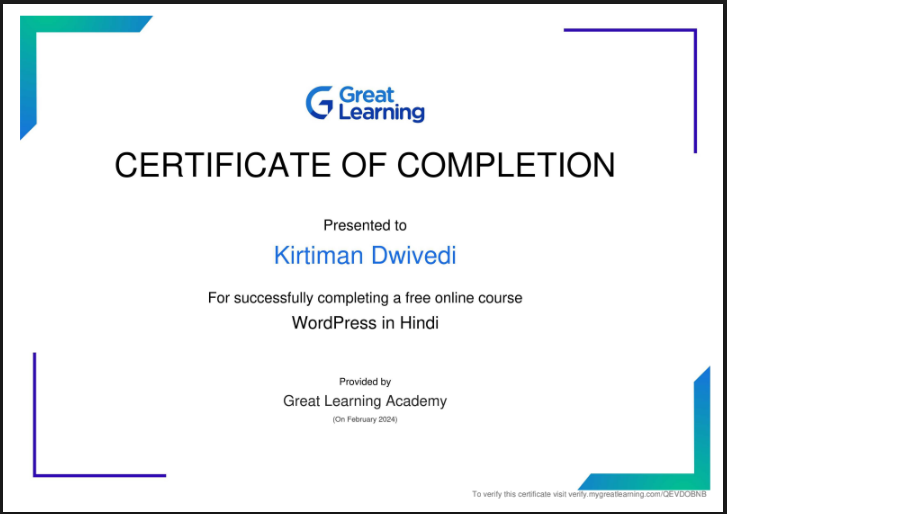 Great
Learning
CERTIFICATE OF COMPLETION
Presented to
Kirtiman Dwivedi
For successfully completing a free online course
WordPress in Hindi
Provided by
Great Learning Academy
(On February 2024)
To verify this certificate visit verify.mygreatlearning.com/QEVDOBNB